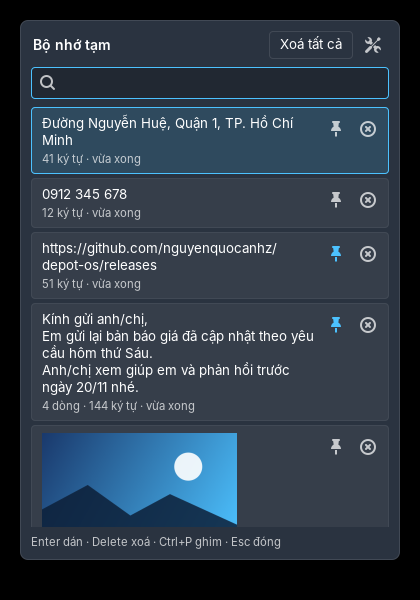 Bộ nhớ tạm
Xoá tất cả
Đường Nguyễn Huệ, Quận 1, TP. Hồ Chí
Minh
41 ký tự · vừa xong
0912 345 678
12 ký tự · vừa xong
https://github.com/nguyenquocanhz/
depot-os/releases
51 ký tự · vừa xong
Kính gửi anh/chị,
Em gửi lại bản báo giá đã cập nhật theo yêu
cầu hôm thứ Sáu.
Anh/chị xem giúp em và phản hồi trước
ngày 20/11 nhé.
4 dòng · 144 ký tự · vừa xong
Enter dán · Delete xoá · Ctrl+P ghim · Esc đóng